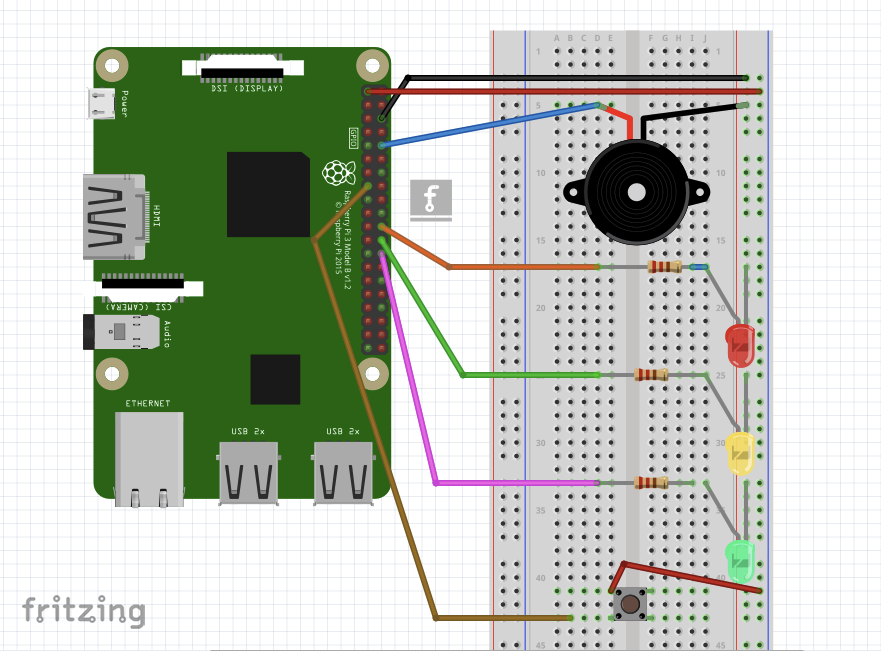 DSI (DISPLAY)
Power
GPIO
HDMI
Raspberry Pi 3 Model B v1.2
© Raspberry Pi 2015
CSI (CAMERA)
Audio
ETHERNET
USB 2x
USB 2x
A B C D E
F G H I J
1
1
5
10
10
15
15
20
20
25
25
30
30
35
40
40
45
45
f
fritzing